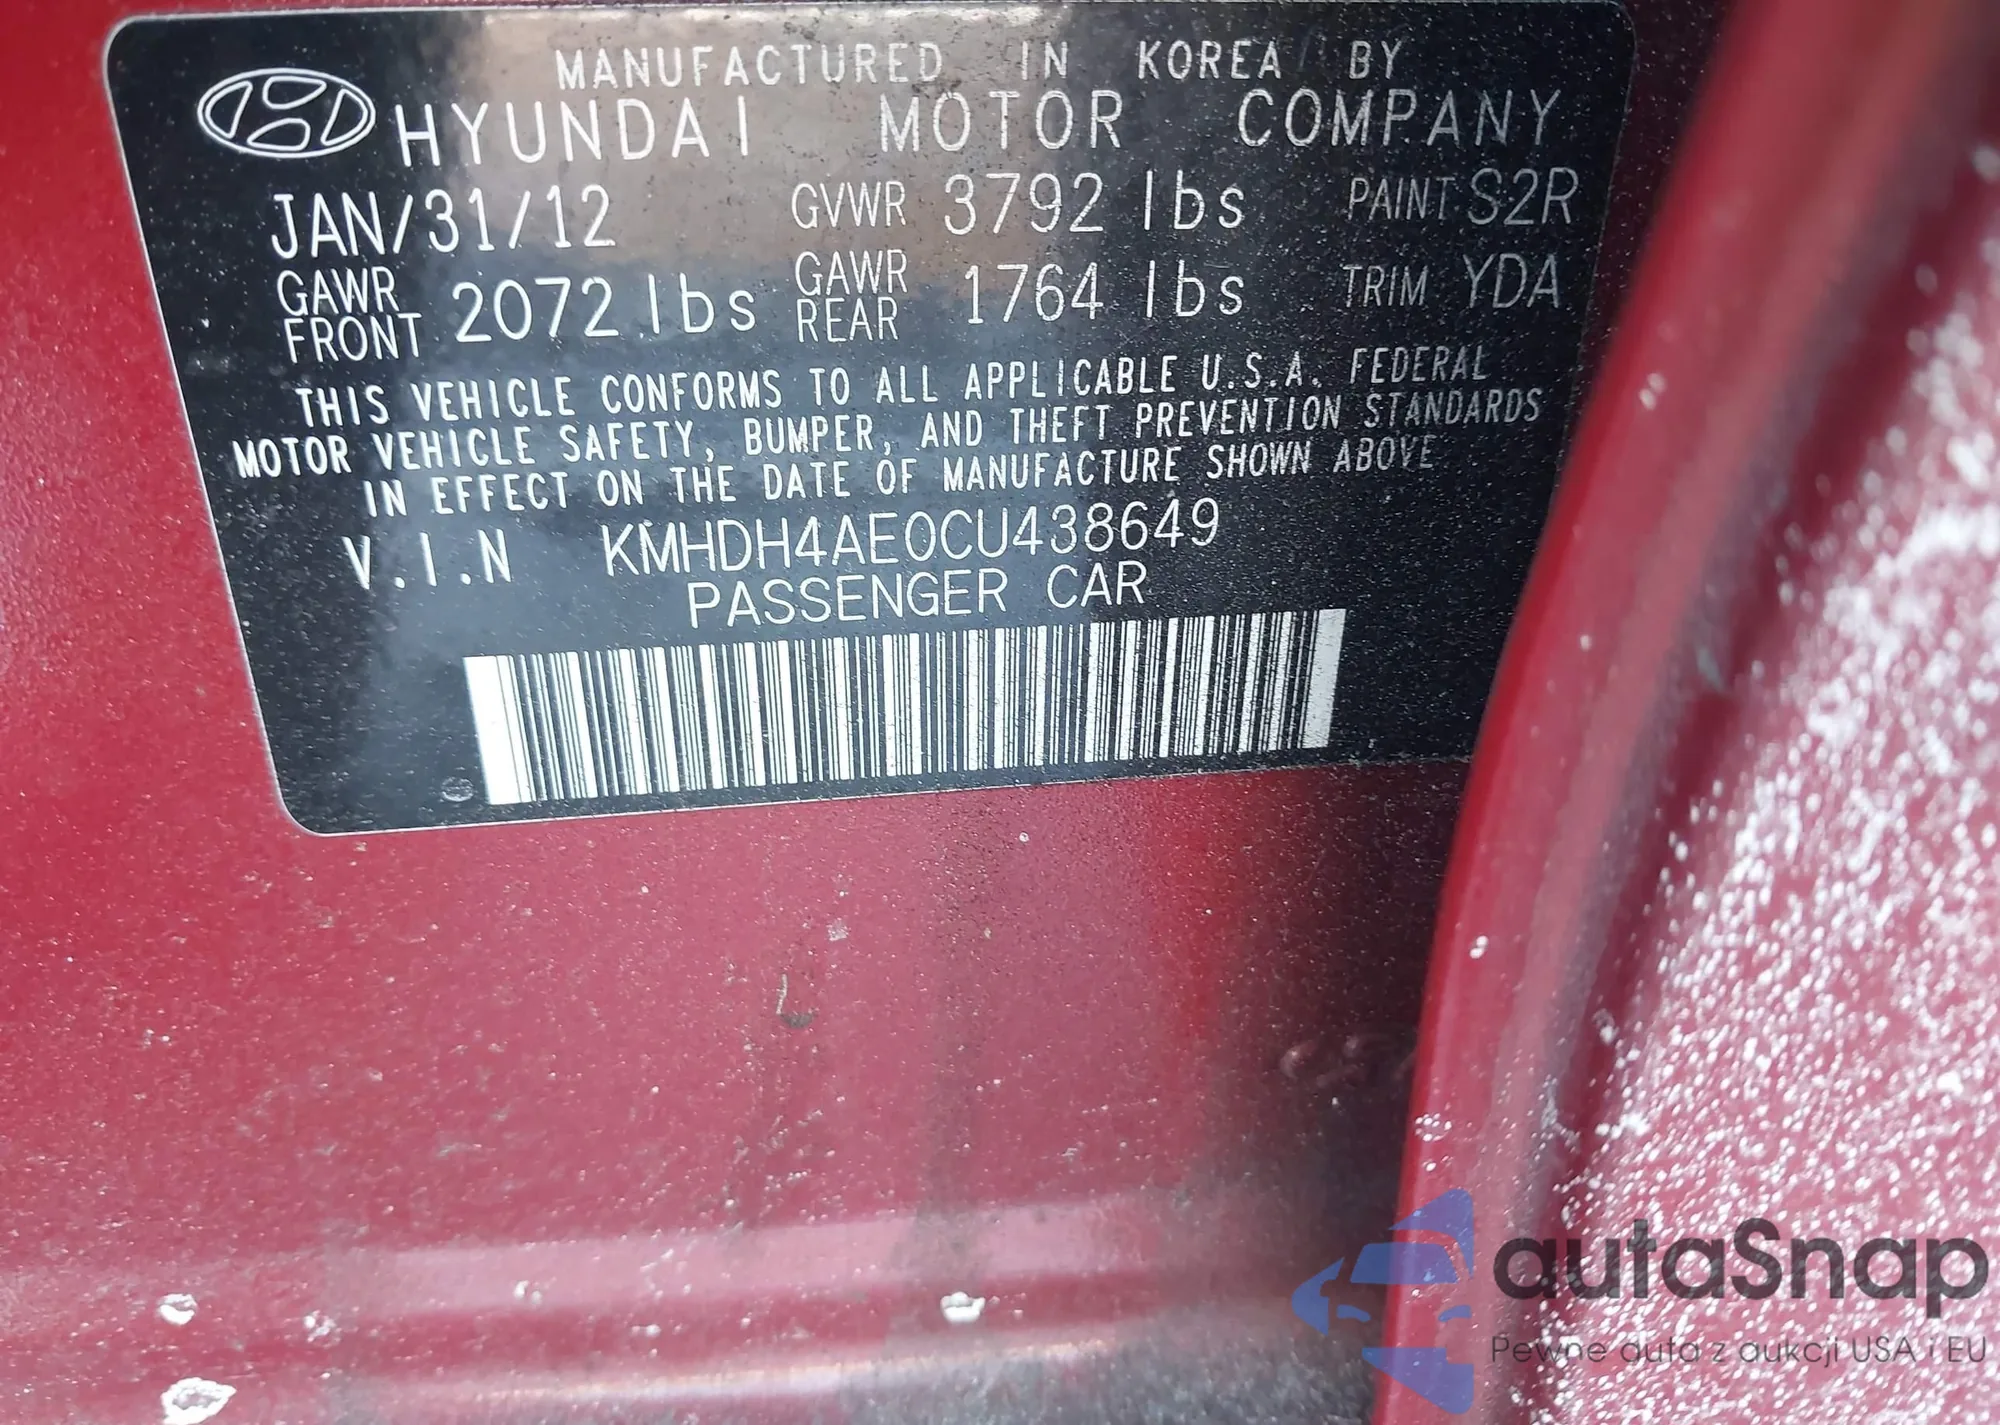 MANUFACTURED IN KOREA BY
HYUNDAI MOTOR COMPANY
JAN/31/12 GVWR 3792 lbs PAINT S2R
GAWR FRONT 2072 lbs GAWR REAR 1764 lbs TRIM YDA
THIS VEHICLE CONFORMS TO ALL APPLICABLE U.S.A. FEDERAL
MOTOR VEHICLE SAFETY, BUMPER, AND THEFT PREVENTION STANDARDS
IN EFFECT ON THE DATE OF MANUFACTURE SHOWN ABOVE
V.I.N KMHDH4AE0CU438649
PASSENGER CAR
autaSnap
Pewne auta z aukcji USA i EU